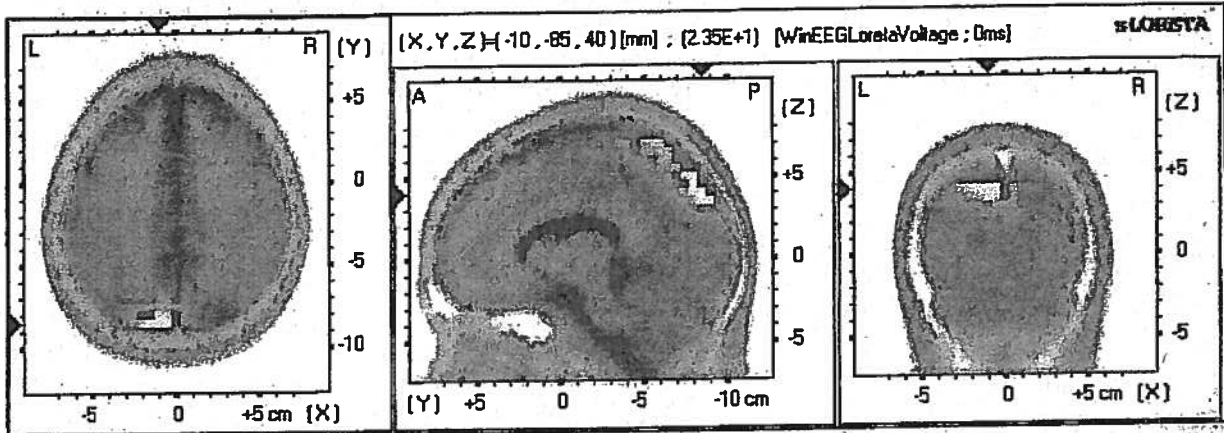 (X,Y,Z)=(-10,-85,40)[mm] ; (2.35E+1) [WinEEGLoretaVoltage ; 0ms]
L R (Y)
+5
0
-5
-10
-5 0 +5 cm (X)
A P (Z)
+5
0
-5
(Y) +5 0 -5 -10 cm
L R (Z)
+5
0
-5
-5 0 +5 cm (X)